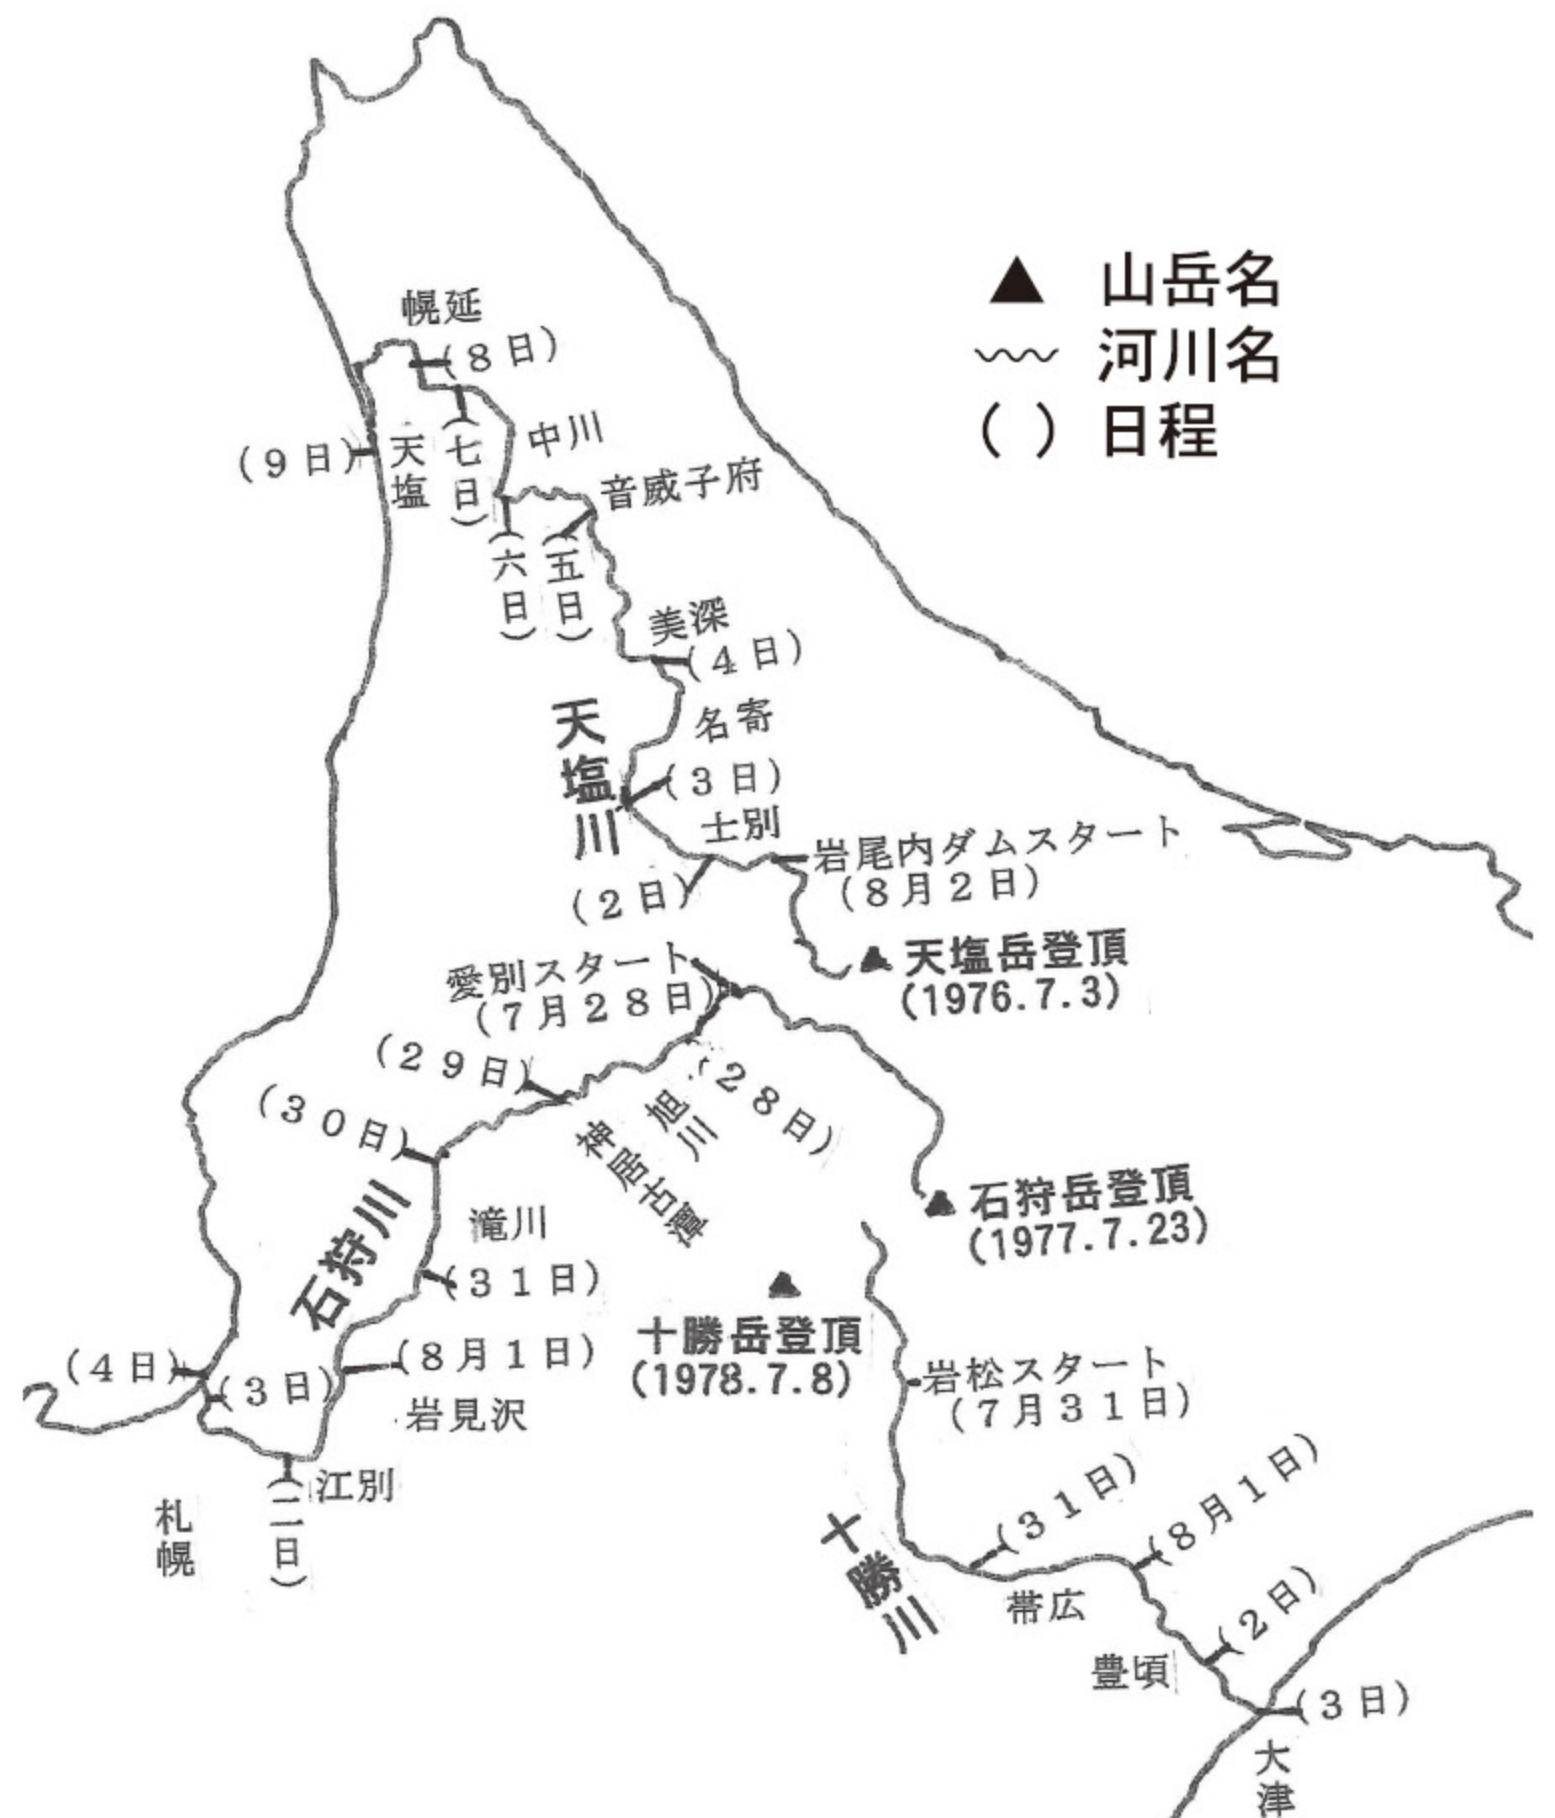 ▲ 山岳名
河川名
( ) 日程
幌延
(8日)
(七日)
中川
(9日)
天塩
音威子府
(六日)
(五日)
美深
(4日)
天塩川
名寄
(3日)
士別
岩尾内ダムスタート
(8月2日)
(2日)
天塩岳登頂
(1976.7.3)
愛別スタート
(7月28日)
(28日)
旭川
(29日)
神居古潭
(30日)
石狩岳登頂
(1977.7.23)
石狩川
滝川
(31日)
十勝岳登頂
(1978.7.8)
(8月1日)
岩見沢
(4日)
(3日)
江別
(二日)
札幌
岩松スタート
(7月31日)
十勝川
(31日)
帯広
(8月1日)
豊頃
(2日)
(3日)
大津